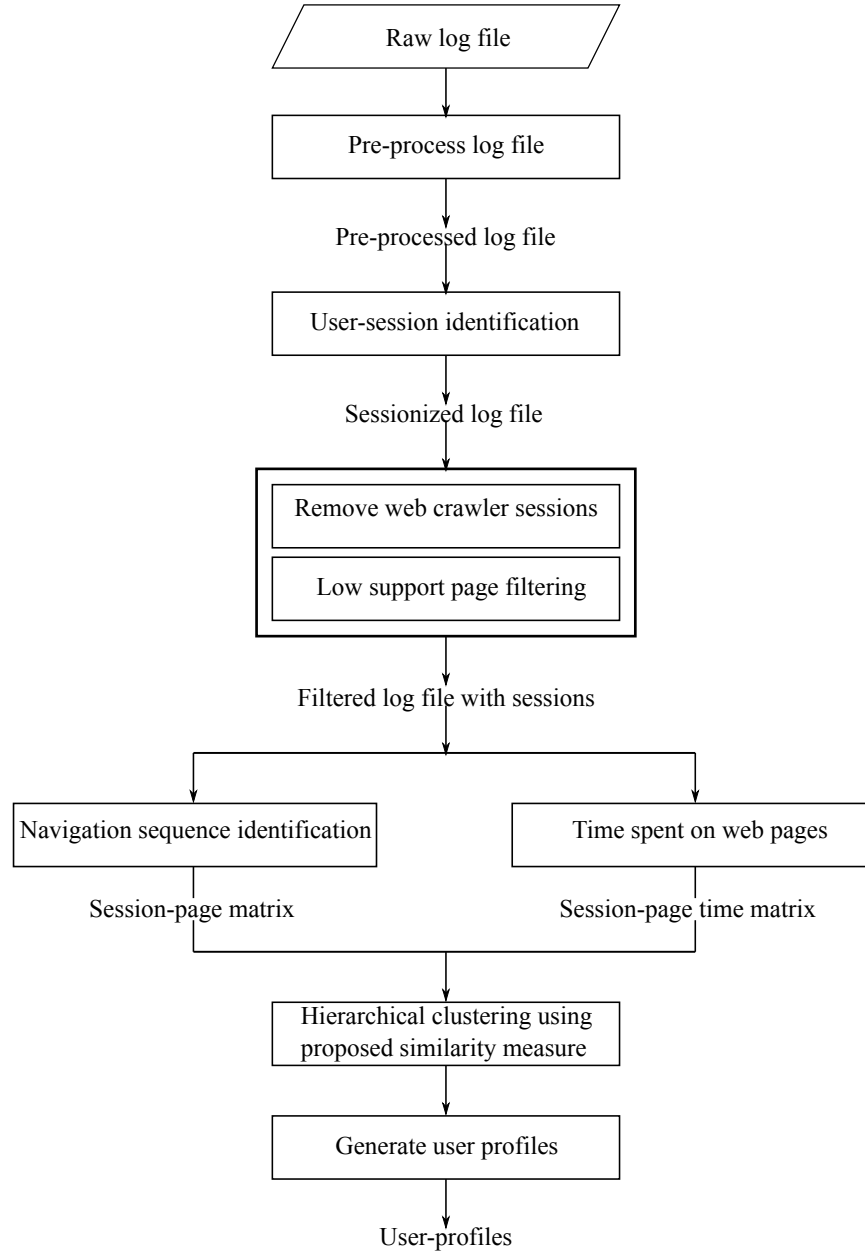 Raw log file
Pre-process log file
Pre-processed log file
User-session identification
Sessionized log file
Remove web crawler sessions
Low support page filtering
Filtered log file with sessions
Navigation sequence identification
Time spent on web pages
Session-page matrix
Session-page time matrix
Hierarchical clustering using
proposed similarity measure
Generate user profiles
User-profiles